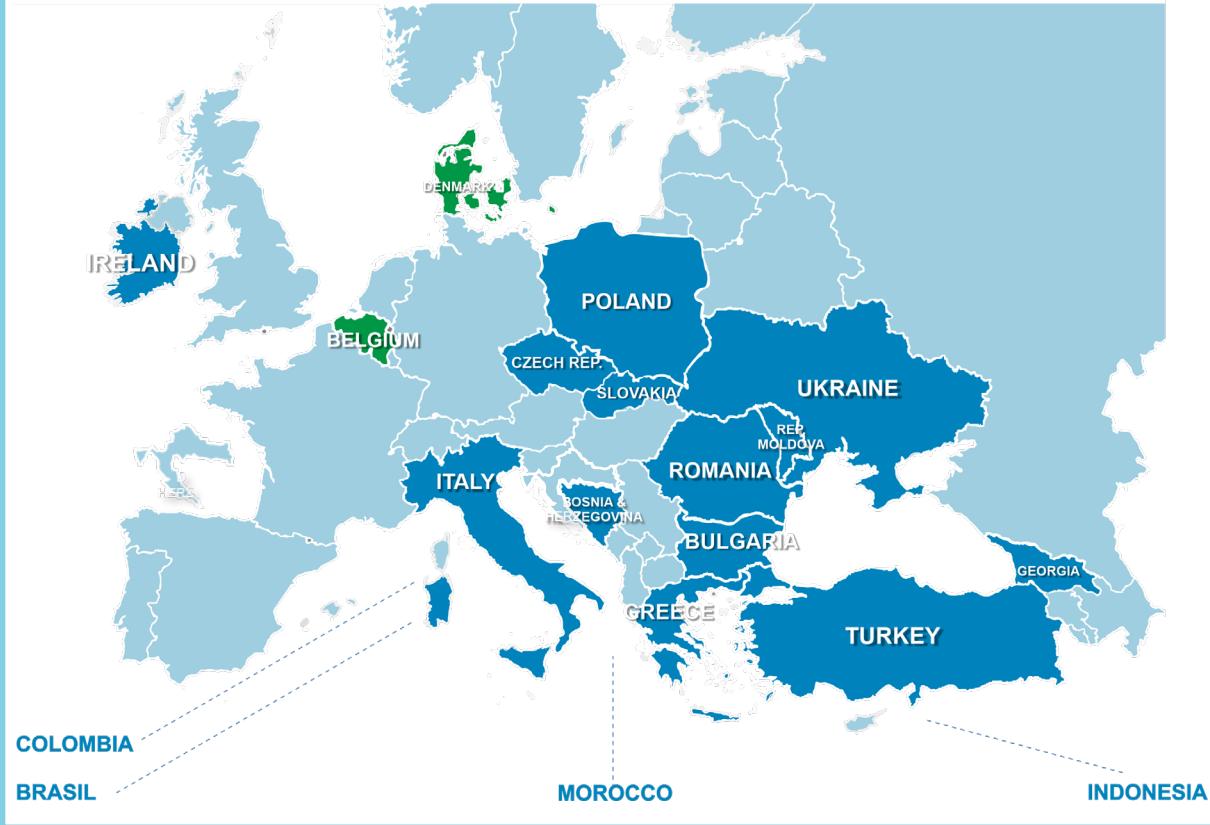 DENMARK
IRELAND
POLAND
BELGIUM
CZECH REP.
SLOVAKIA
UKRAINE
REP.
MOLDOVA
ROMANIA
ITALY
BOSNIA &
HERZEGOVINA
BULGARIA
GEORGIA
GREECE
TURKEY
COLOMBIA
BRASIL
MOROCCO
INDONESIA